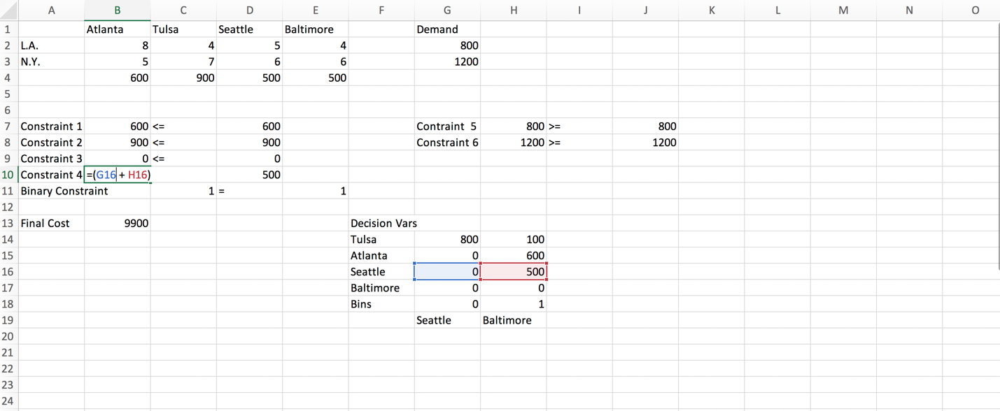 A B C D E F G H I J K L M N O
1 Atlanta Tulsa Seattle Baltimore Demand
2 L.A. 8 4 5 4 800
3 N.Y. 5 7 6 6 1200
4 600 900 500 500
5
6
7 Constraint 1 600 <= 600 Contraint 5 800 >= 800
8 Constraint 2 900 <= 900 Constraint 6 1200 >= 1200
9 Constraint 3 0 <= 0
10 Constraint 4 =(G16 + H16) 500
11 Binary Constraint 1 = 1
12
13 Final Cost 9900 Decision Vars
14 Tulsa 800 100
15 Atlanta 0 600
16 Seattle 0 500
17 Baltimore 0 0
18 Bins 0 1
19 Seattle Baltimore
20
21
22
23
24